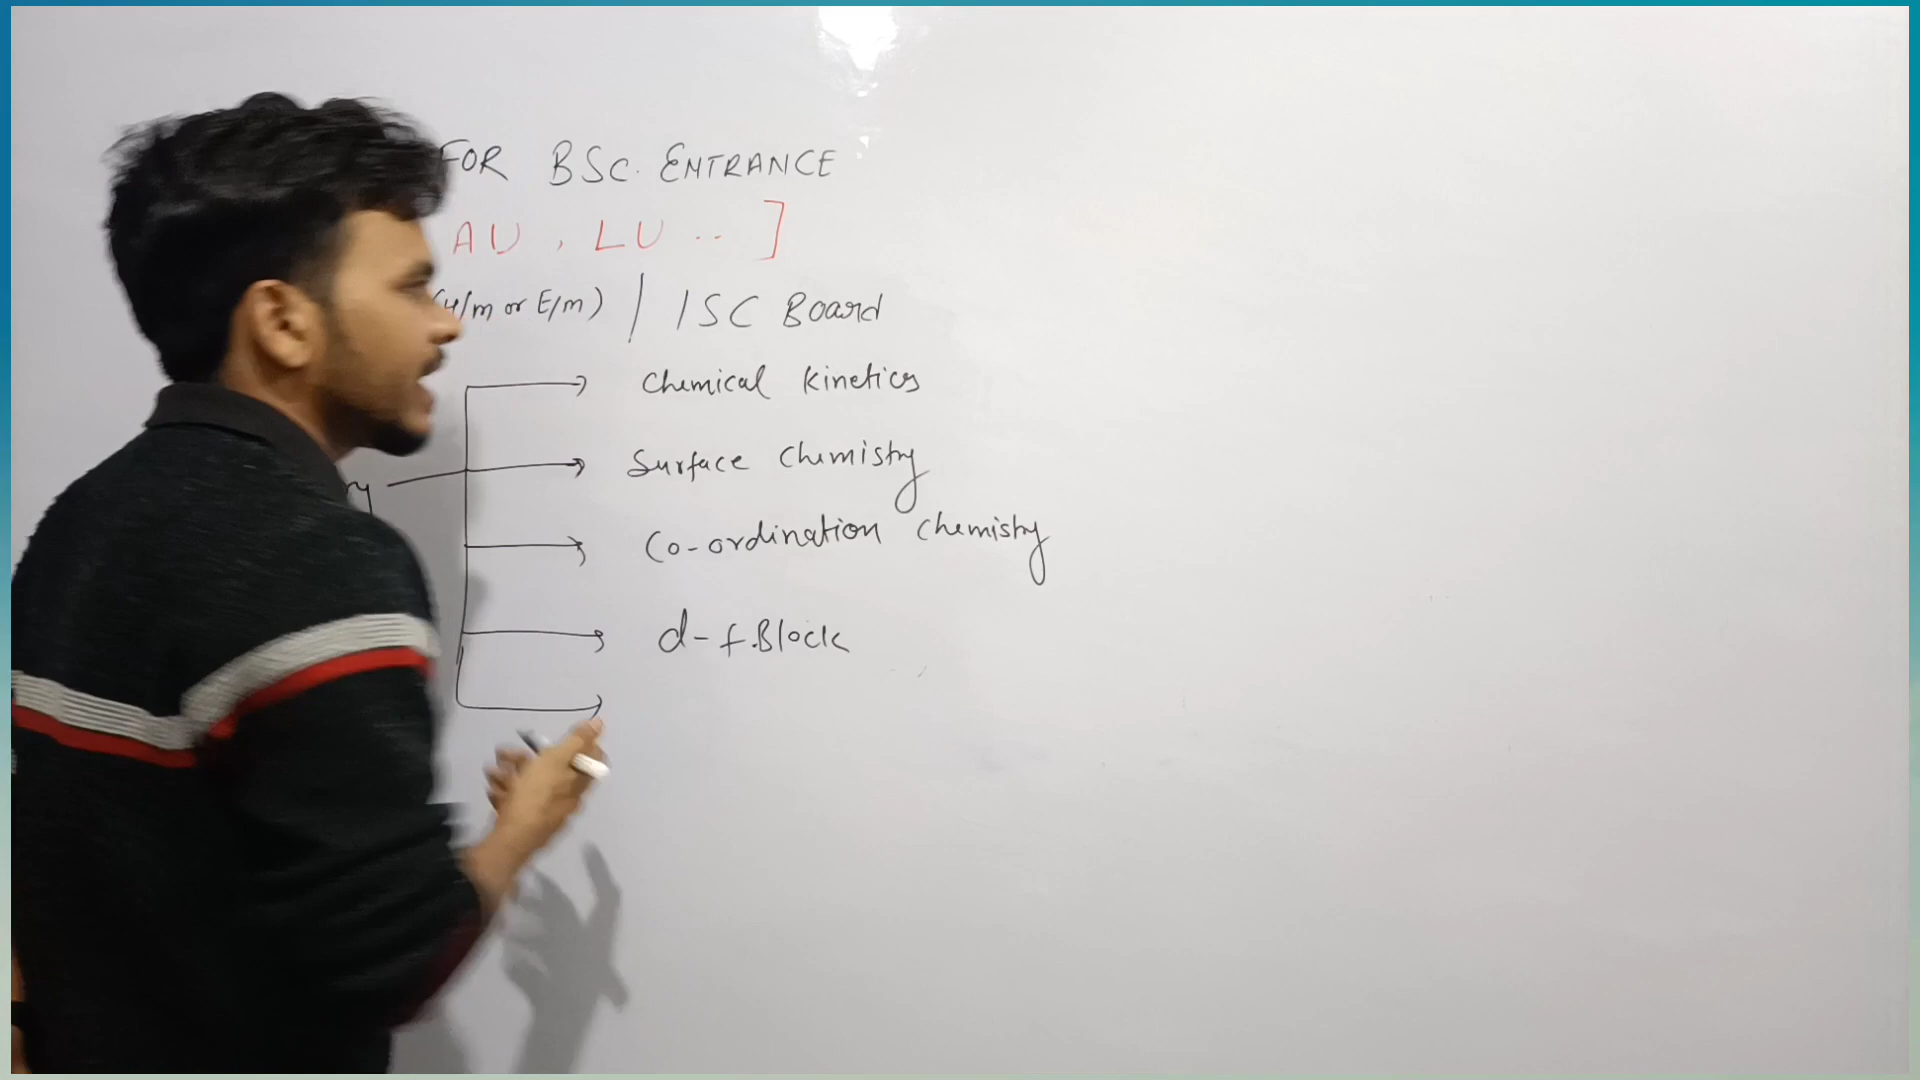 FOR BSc. ENTRANCE
AU, LU .. ]
(H/m or E/m) / ISC Board
Chemical Kinetics
Surface Chemistry
Co-ordination Chemistry
d-f.Block